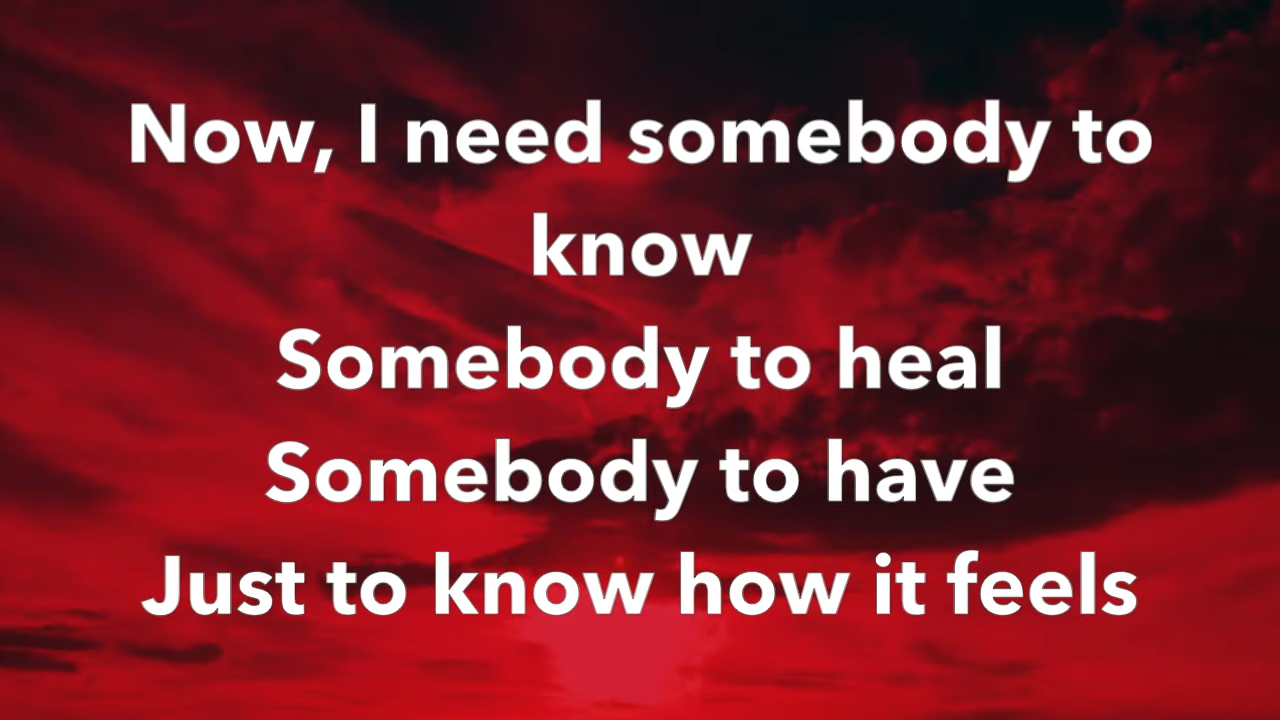 Now, I need somebody to
know
Somebody to heal
Somebody to have
Just to know how it feels